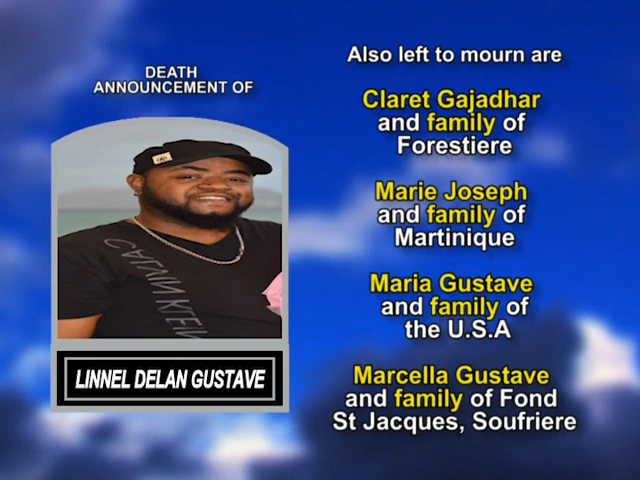 DEATH
ANNOUNCEMENT OF
CALVIN KLEIN
LINNEL DELAN GUSTAVE
Also left to mourn are
Claret Gajadhar
and family of
Forestiere
Marie Joseph
and family of
Martinique
Maria Gustave
and family of
the U.S.A
Marcella Gustave
and family of Fond
St Jacques, Soufriere